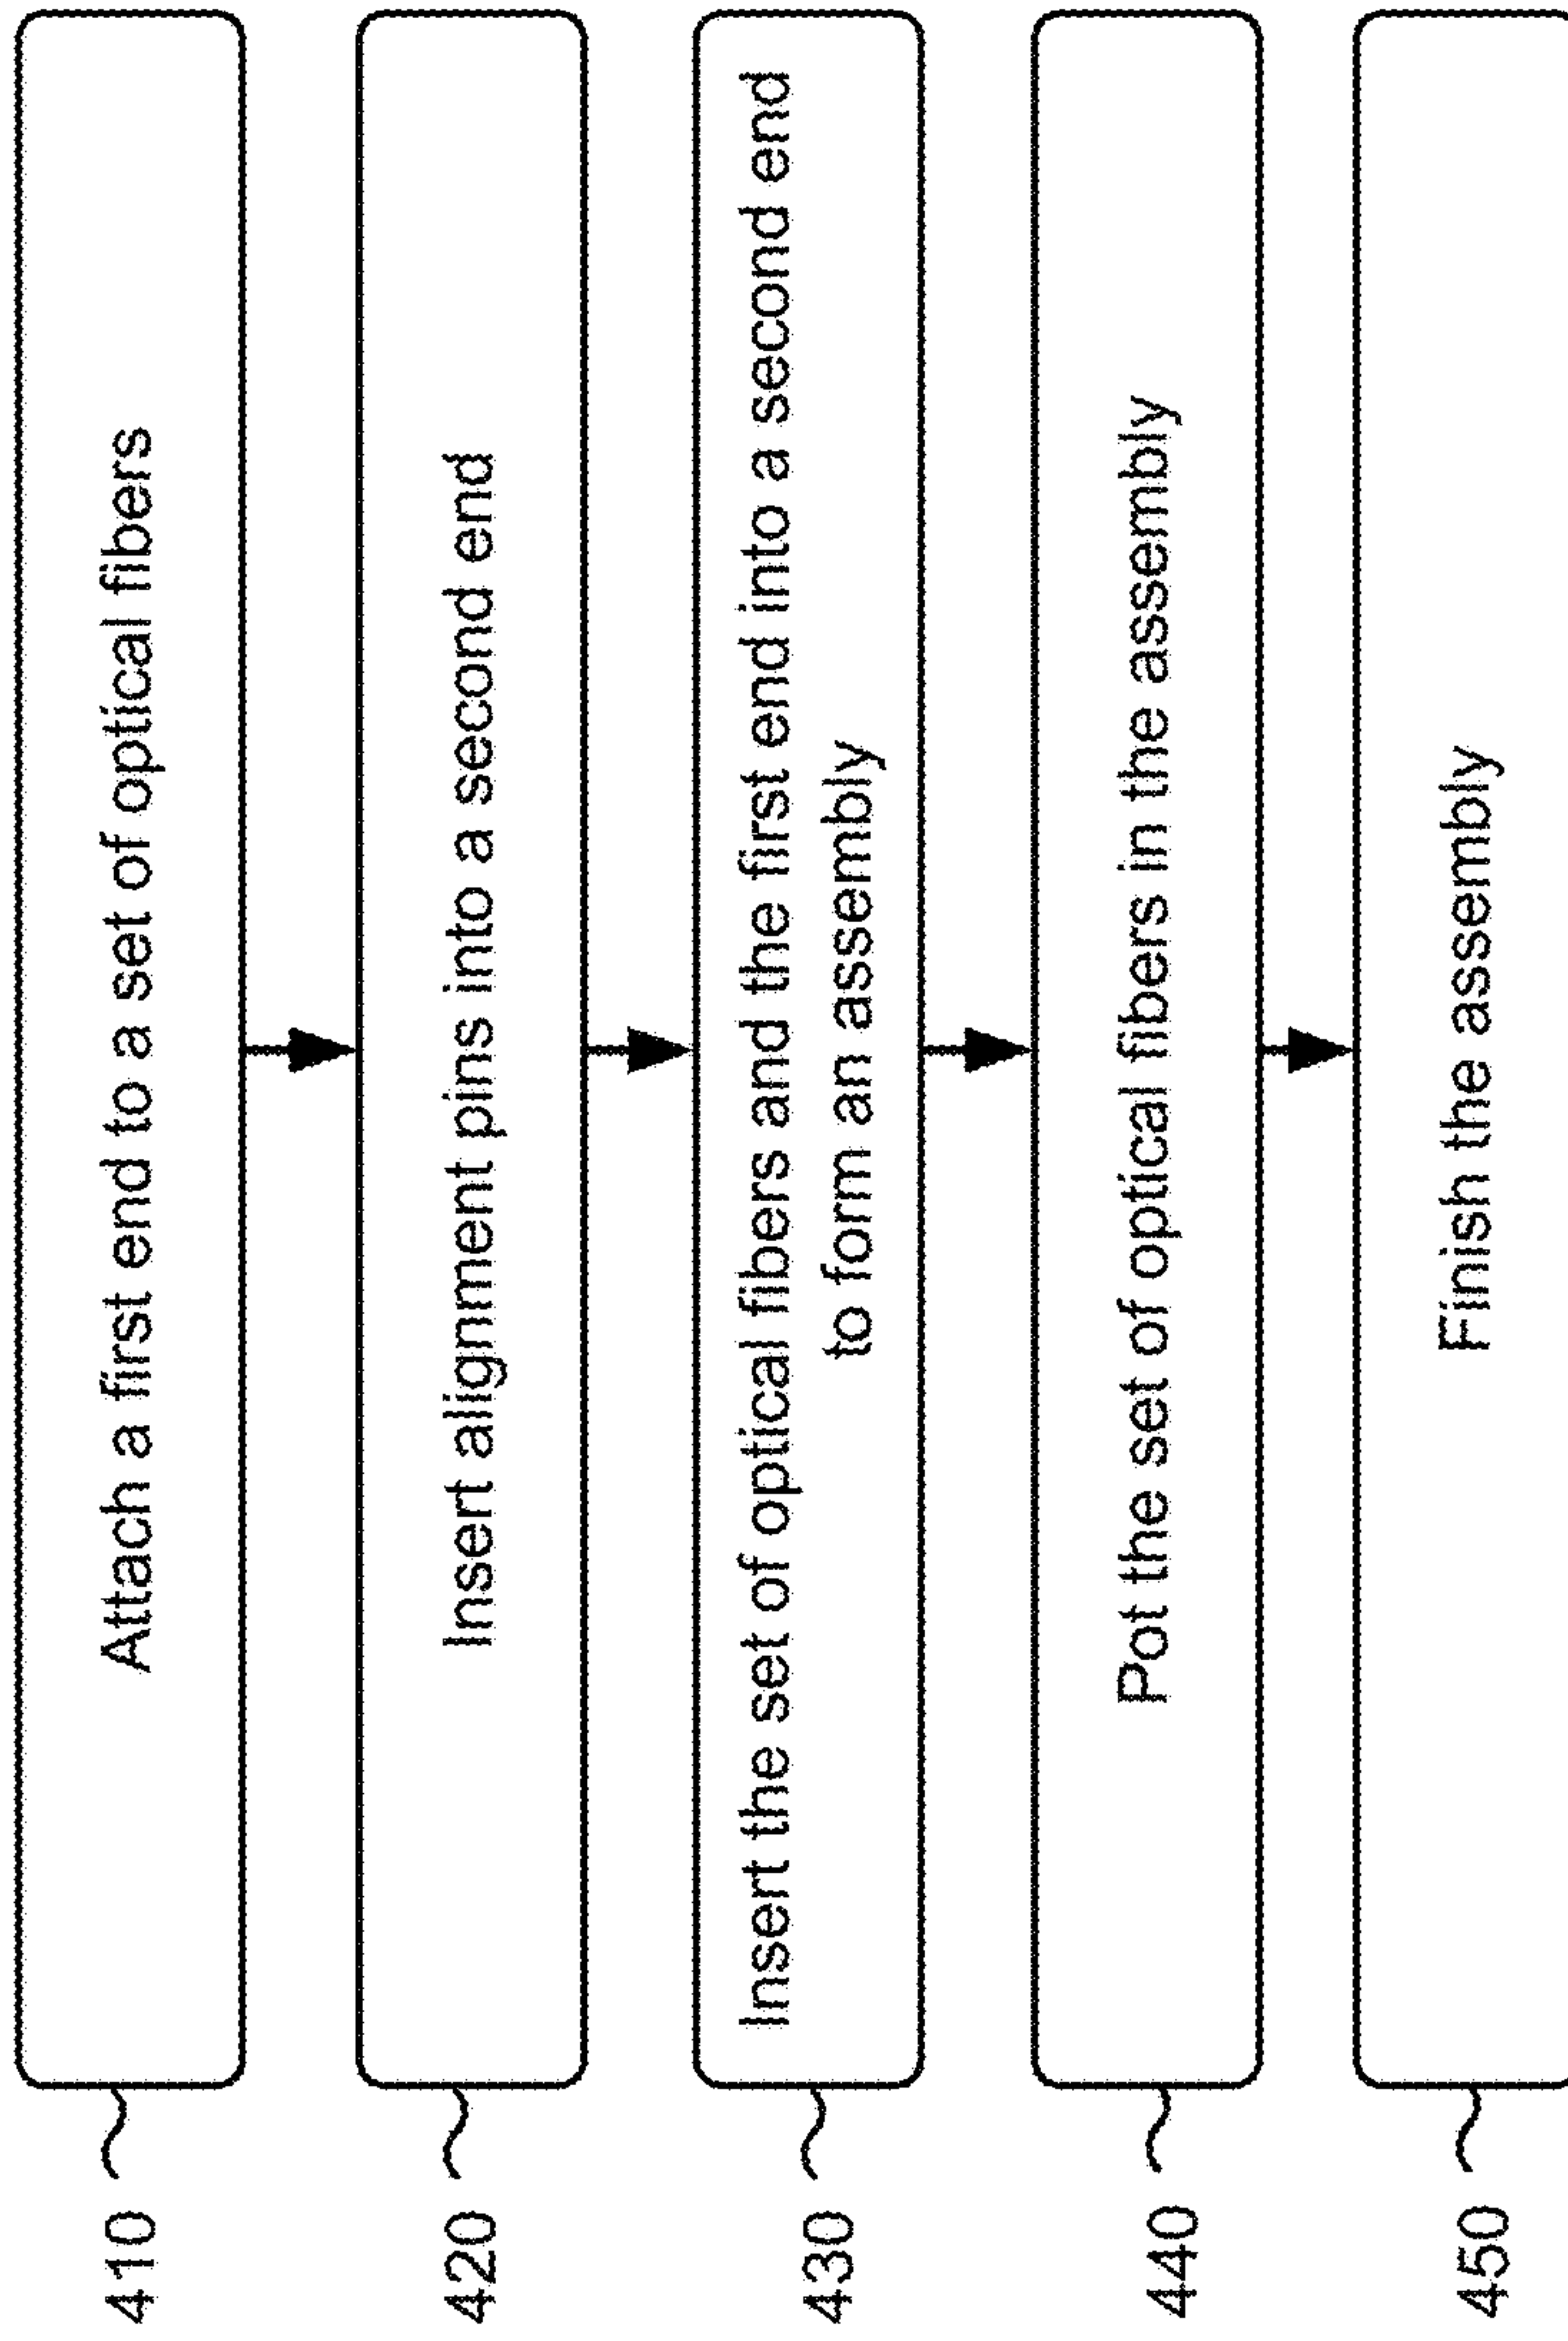 410
Attach a first end to a set of optical fibers
420
Insert alignment pins into a second end
430
Insert the set of optical fibers and the first end into a second end
to form an assembly
440
Pot the set of optical fibers in the assembly
450
Finish the assembly